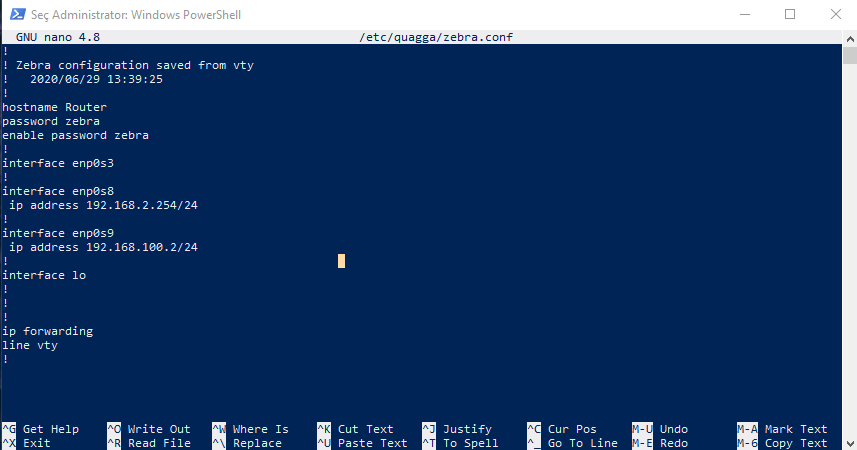 Seç Administrator: Windows PowerShell
GNU nano 4.8 /etc/quagga/zebra.conf
!
! Zebra configuration saved from vty
!   2020/06/29 13:39:25
!
hostname Router
password zebra
enable password zebra
!
interface enp0s3
!
interface enp0s8
 ip address 192.168.2.254/24
!
interface enp0s9
 ip address 192.168.100.2/24
!
interface lo
!
!
!
ip forwarding
line vty
!
^G Get Help ^O Write Out ^W Where Is ^K Cut Text ^J Justify ^C Cur Pos M-U Undo M-A Mark Text
^X Exit ^R Read File ^\ Replace ^U Paste Text ^T To Spell ^_ Go To Line M-E Redo M-6 Copy Text